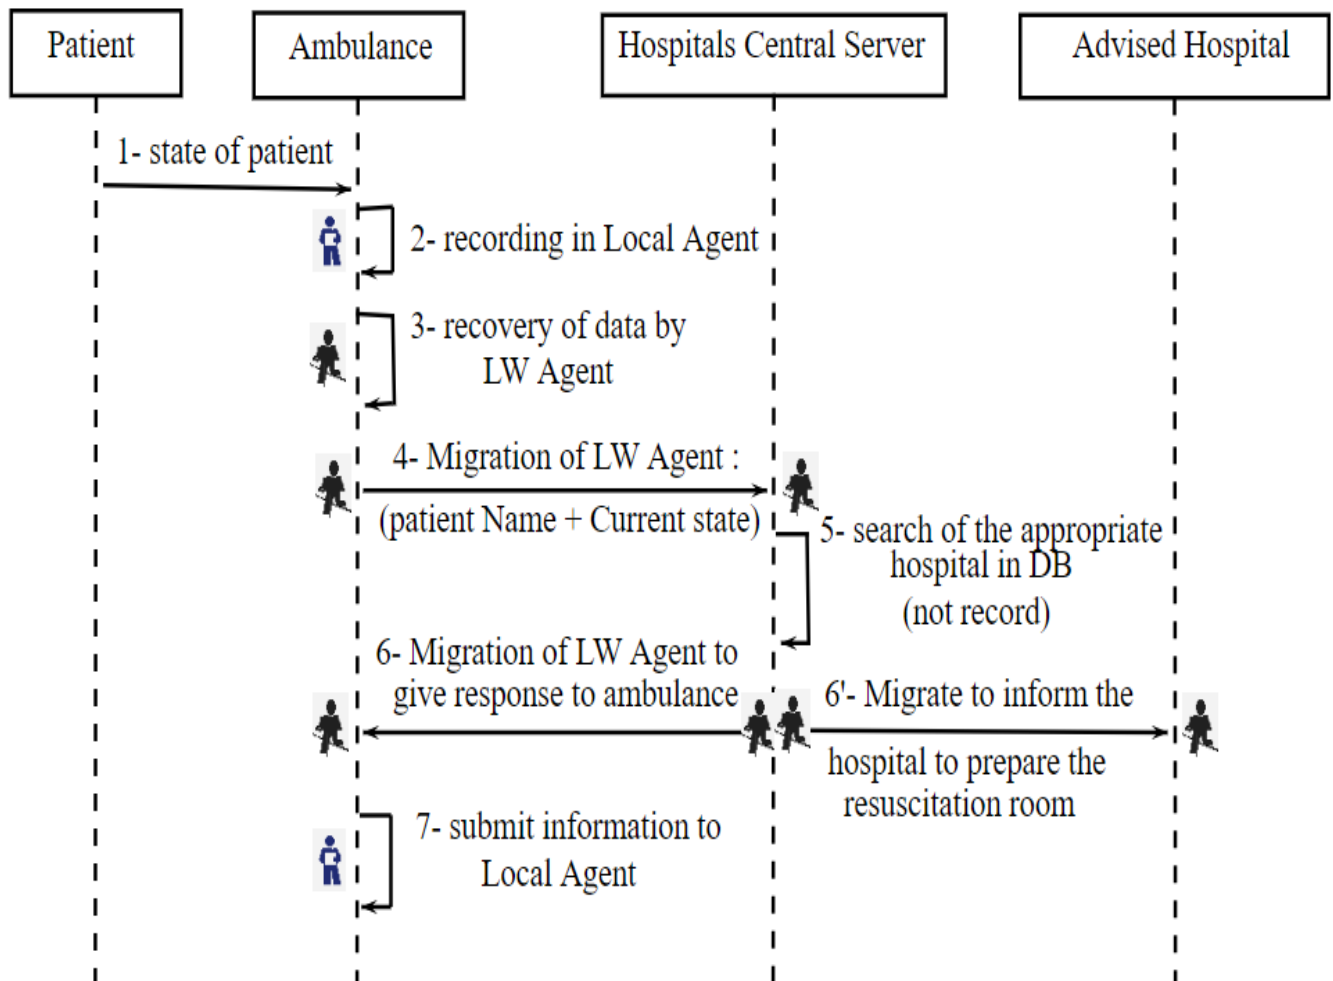 Patient
Ambulance
Hospitals Central Server
Advised Hospital
1- state of patient
2- recording in Local Agent
3- recovery of data by
LW Agent
4- Migration of LW Agent :
(patient Name + Current state)
5- search of the appropriate
hospital in DB
(not record)
6- Migration of LW Agent to
give response to ambulance
6'- Migrate to inform the
hospital to prepare the
resuscitation room
7- submit information to
Local Agent